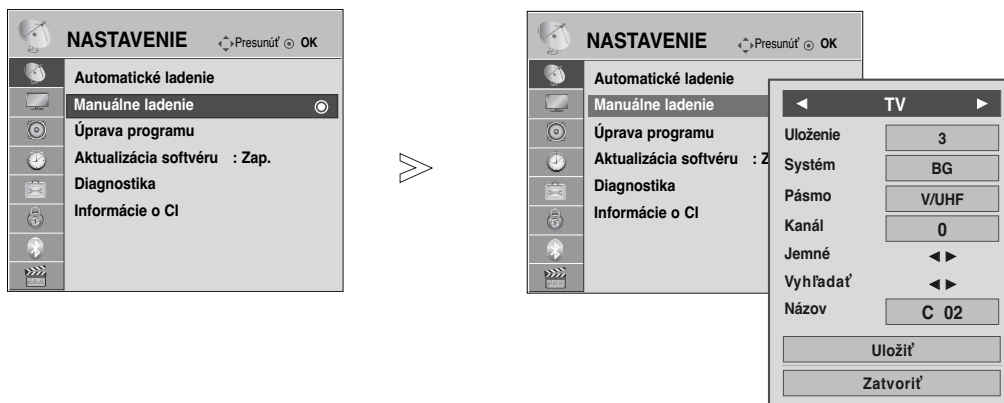 NASTAVENIE Presunúť OK
Automatické ladenie
Manuálne ladenie
Úprava programu
Aktualizácia softvéru : Zap.
Diagnostika
Informácie o CI
NASTAVENIE Presunúť OK
Automatické ladenie
Manuálne ladenie
Úprava programu
Aktualizácia softvéru : Z
Diagnostika
Informácie o CI
TV
Uloženie 3
Systém BG
Pásmo V/UHF
Kanál 0
Jemné
Vyhľadať
Názov C 02
Uložiť
Zatvoriť